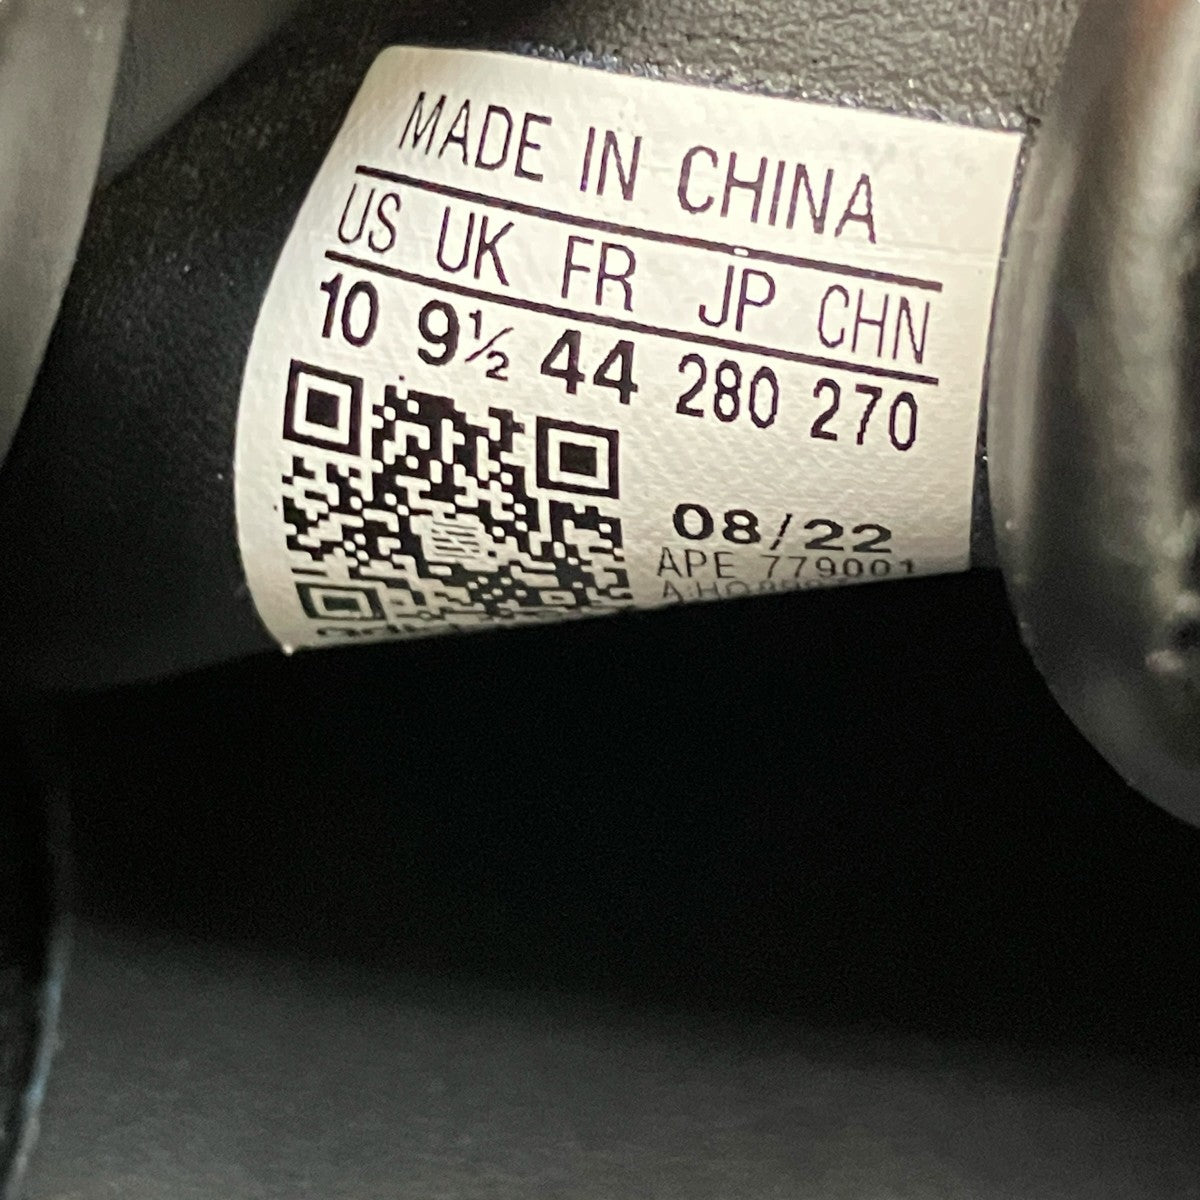 MADE IN CHINA
US UK FR JP CHN
10 9½ 44 280 270
08/22
APE 779001